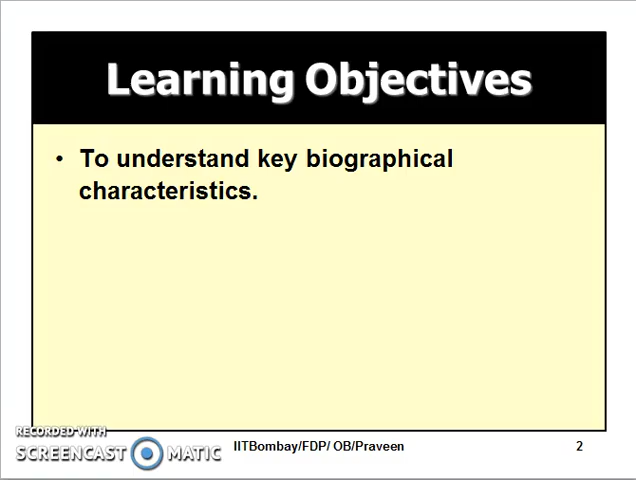 Learning Objectives
• To understand key biographical
characteristics.
RECORDED WITH
SCREENCAST MATIC
IITBombay/FDP/ OB/Praveen
2